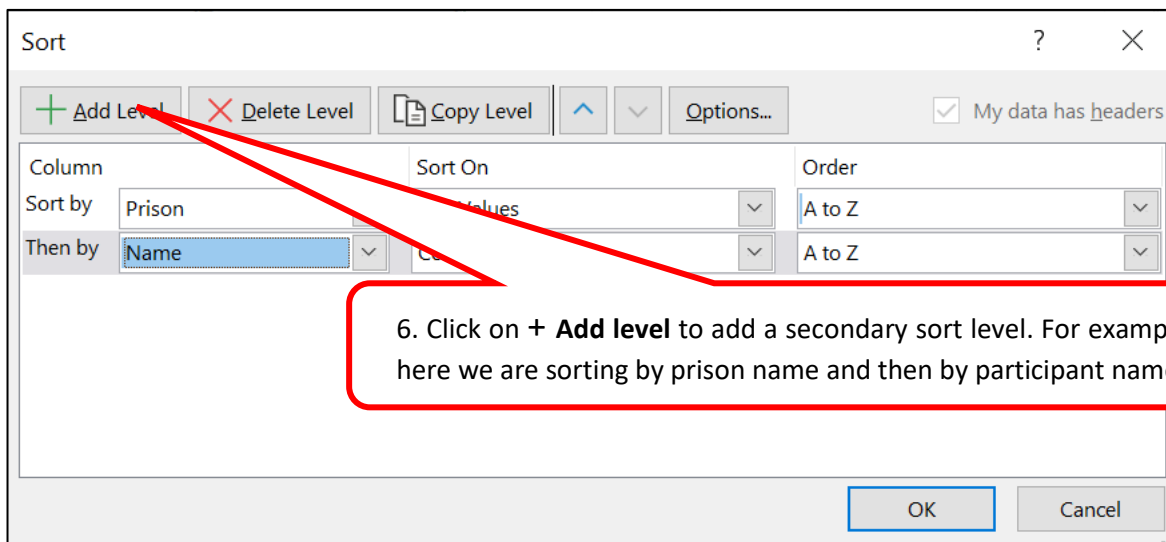 Sort ?
Add Level Delete Level Copy Level Options... My data has headers
Column Sort On Order
Sort by Prison Values A to Z
Then by Name A to Z
6. Click on + Add level to add a secondary sort level. For
here we are sorting by prison name and then by participant
OK Cancel